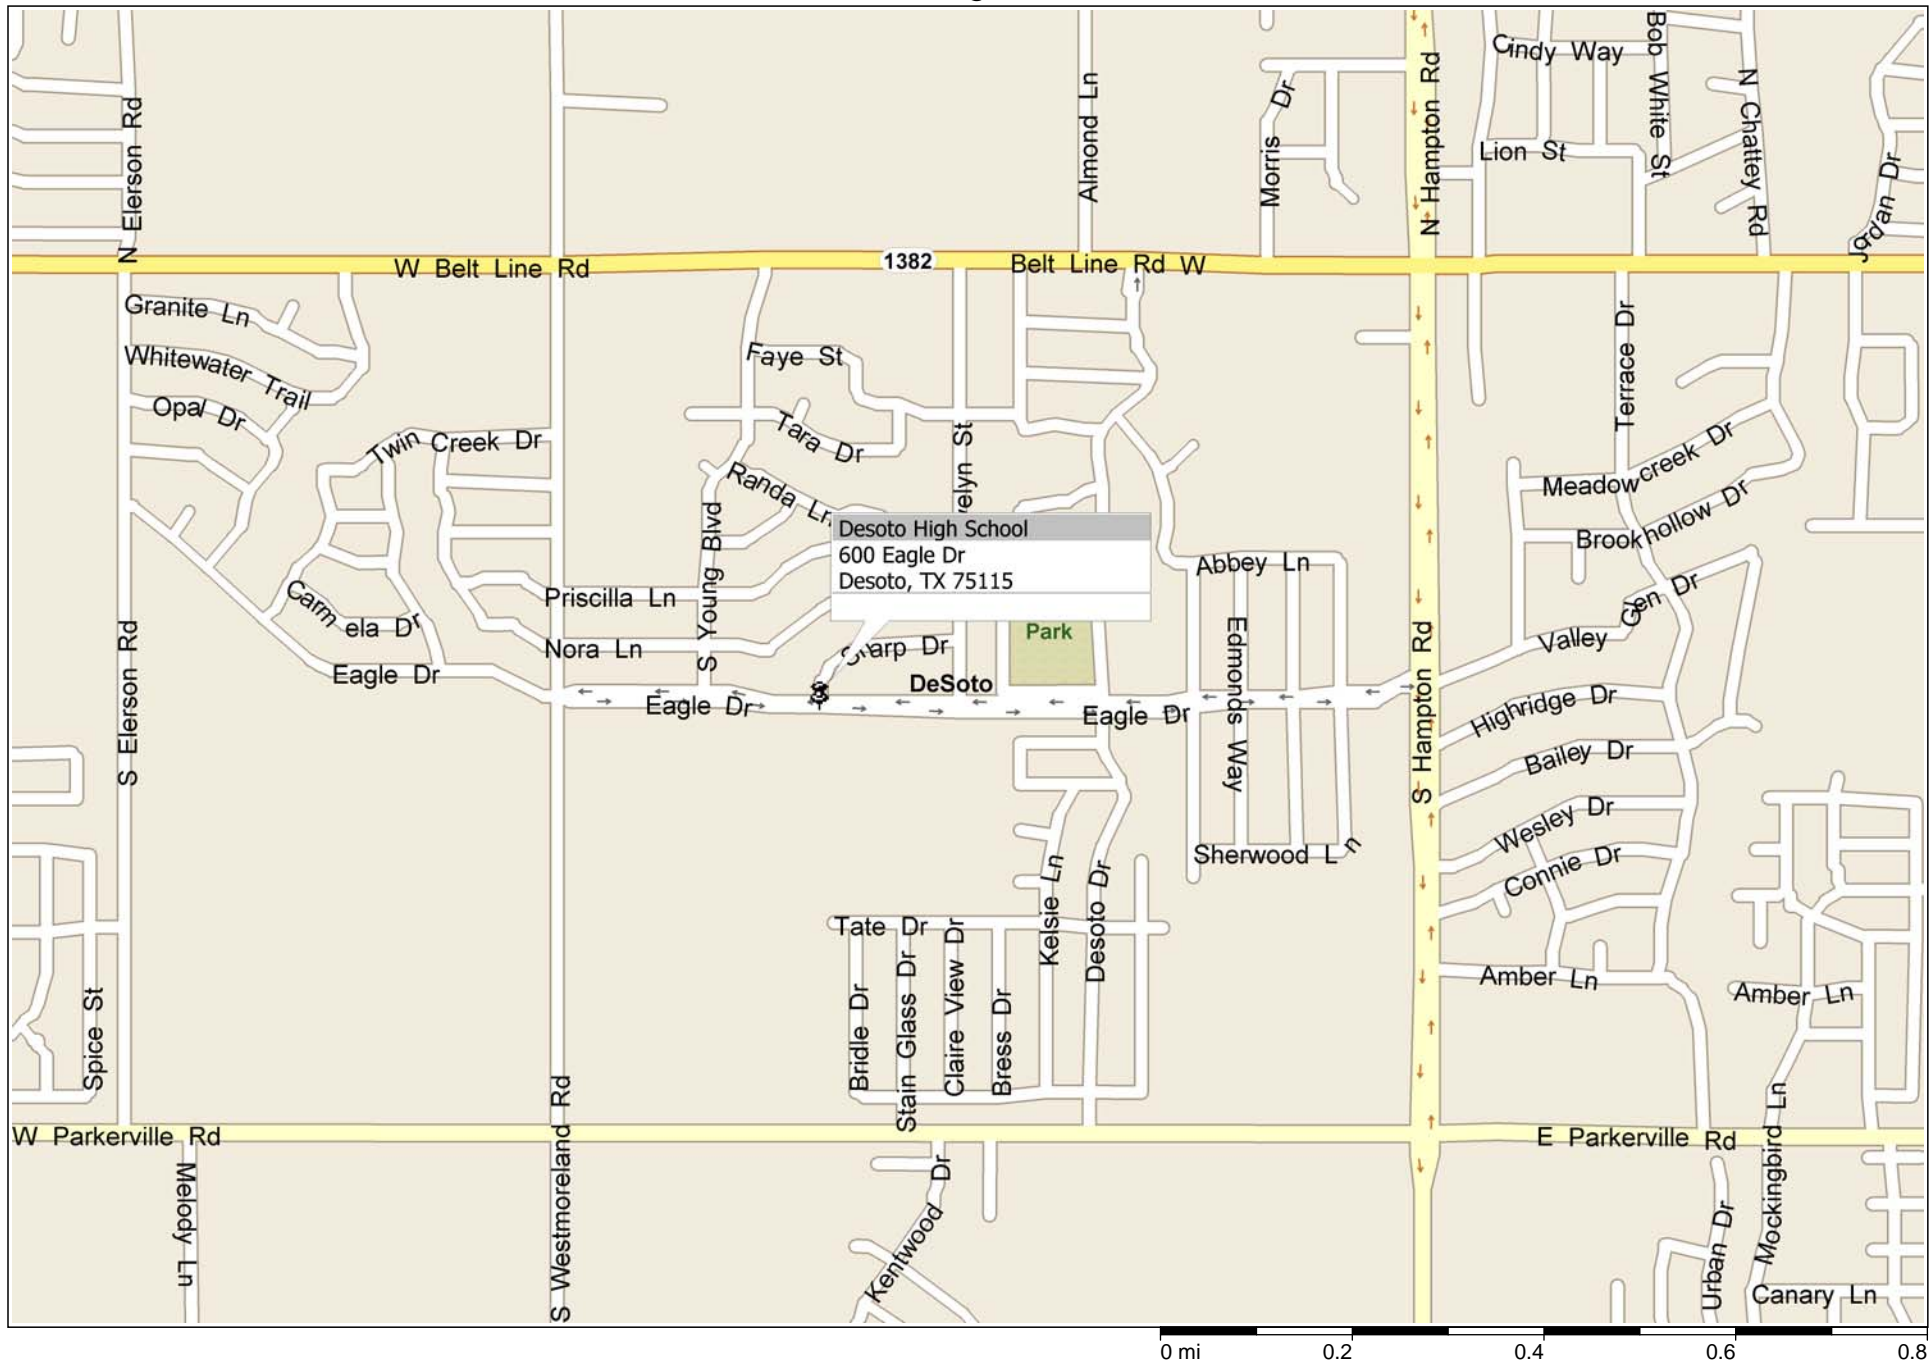 N Elerson Rd
Almond Ln
Morris Dr
N Hampton Rd
Cindy Way
Bob White St
N Chattey Rd
Lion St
Jordan Dr
W Belt Line Rd
1382
Belt Line Rd W
Granite Ln
Whitewater Trail
Opal Dr
Twin Creek Dr
Faye St
Tara Dr
Randa Ln
velyn St
Terrace Dr
Meadowcreek Dr
Brookhollow Dr
Desoto High School
600 Eagle Dr
Desoto, TX 75115
Abbey Ln
Carmela Dr
Priscilla Ln
S Young Blvd
Nora Ln
Sharp Dr
Park
Edmonds Way
Valley Glen Dr
S Elerson Rd
Eagle Dr
Eagle Dr
DeSoto
Eagle Dr
S Hampton Rd
Highridge Dr
Bailey Dr
Wesley Dr
Connie Dr
Sherwood Ln
Kelsie Ln
Desoto Dr
Tate Dr
Bridle Dr
Stain Glass Dr
Claire View Dr
Bress Dr
Amber Ln
Amber Ln
Spice St
W Parkerville Rd
S Westmoreland Rd
E Parkerville Rd
Melody Ln
Kentwood Dr
Urban Dr
Mockingbird Ln
Canary Ln
0 mi 0.2 0.4 0.6 0.8